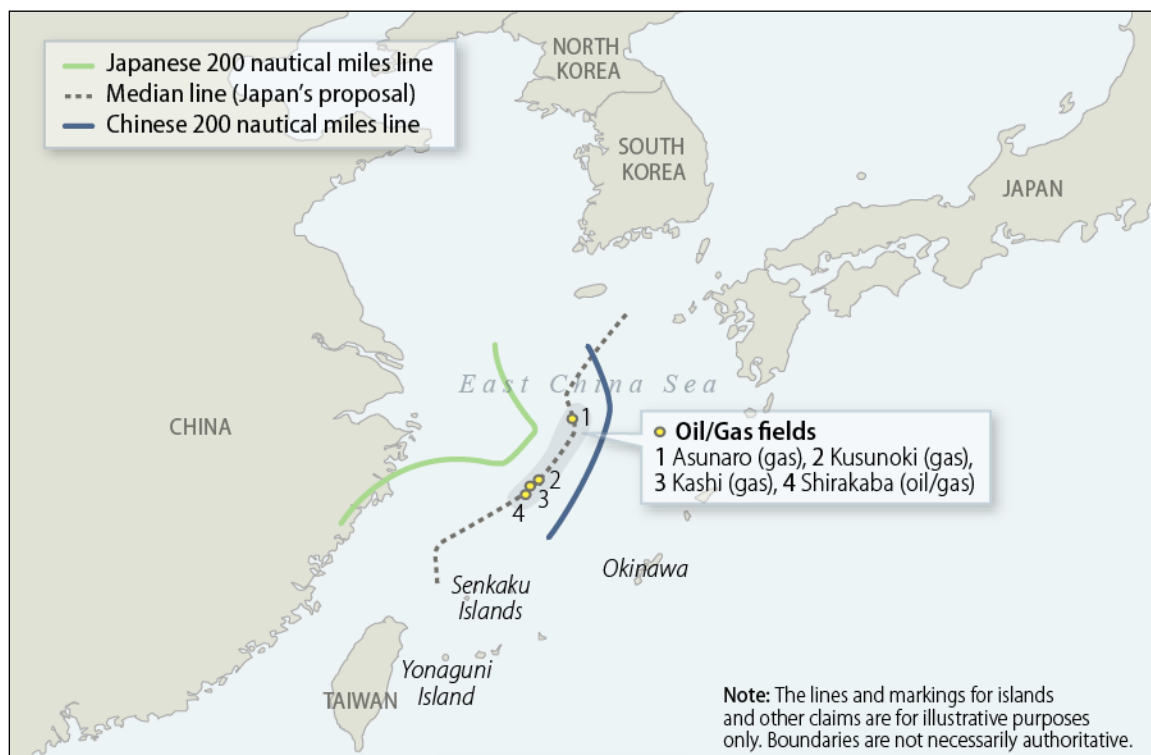 Japanese 200 nautical miles line
Median line (Japan's proposal)
Chinese 200 nautical miles line
NORTH
KOREA
SOUTH
KOREA
JAPAN
East China Sea
CHINA
1
Oil/Gas fields
1 Asunaro (gas), 2 Kusunoki (gas),
3 Kashi (gas), 4 Shirakaba (oil/gas)
2
3
4
Okinawa
Senkaku
Islands
Yonaguni
Island
TAIWAN
Note: The lines and markings for islands
and other claims are for illustrative purposes
only. Boundaries are not necessarily authoritative.